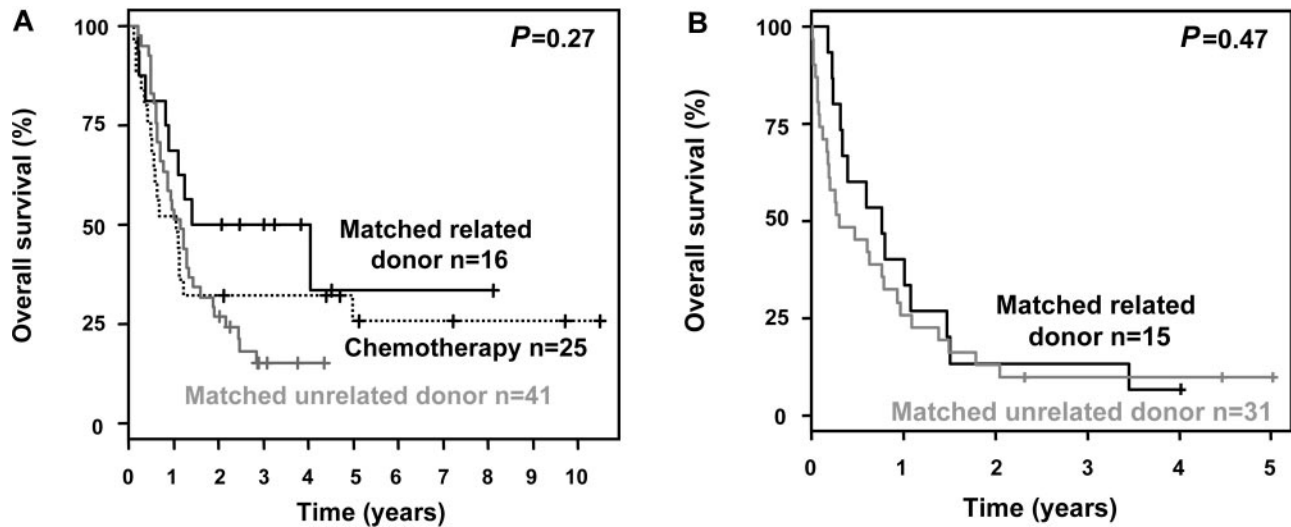 A
P=0.27
Overall survival (%)
100
75
50
25
0
Matched related
donor n=16
Chemotherapy n=25
Matched unrelated donor n=41
0 1 2 3 4 5 6 7 8 9 10
Time (years)
B
P=0.47
Overall survival (%)
100
75
50
25
0
Matched related
donor n=15
Matched unrelated donor n=31
0 1 2 3 4 5
Time (years)